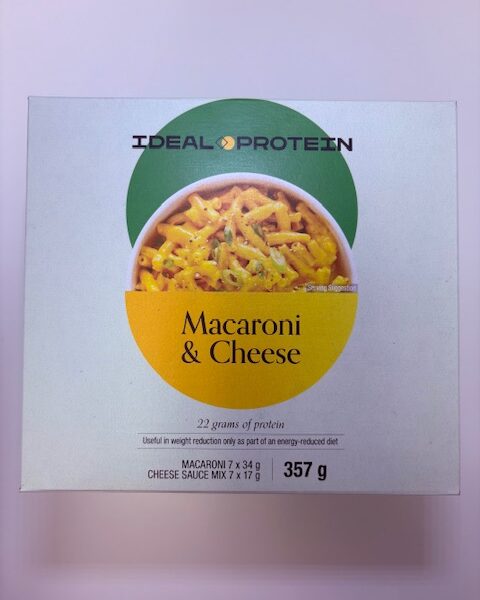 IDEAL PROTEIN
Serving Suggestion
Macaroni
& Cheese
22 grams of protein
Useful in weight reduction only as part of an energy-reduced diet
MACARONI 7 x 34 g
CHEESE SAUCE MIX 7 x 17 g
357 g